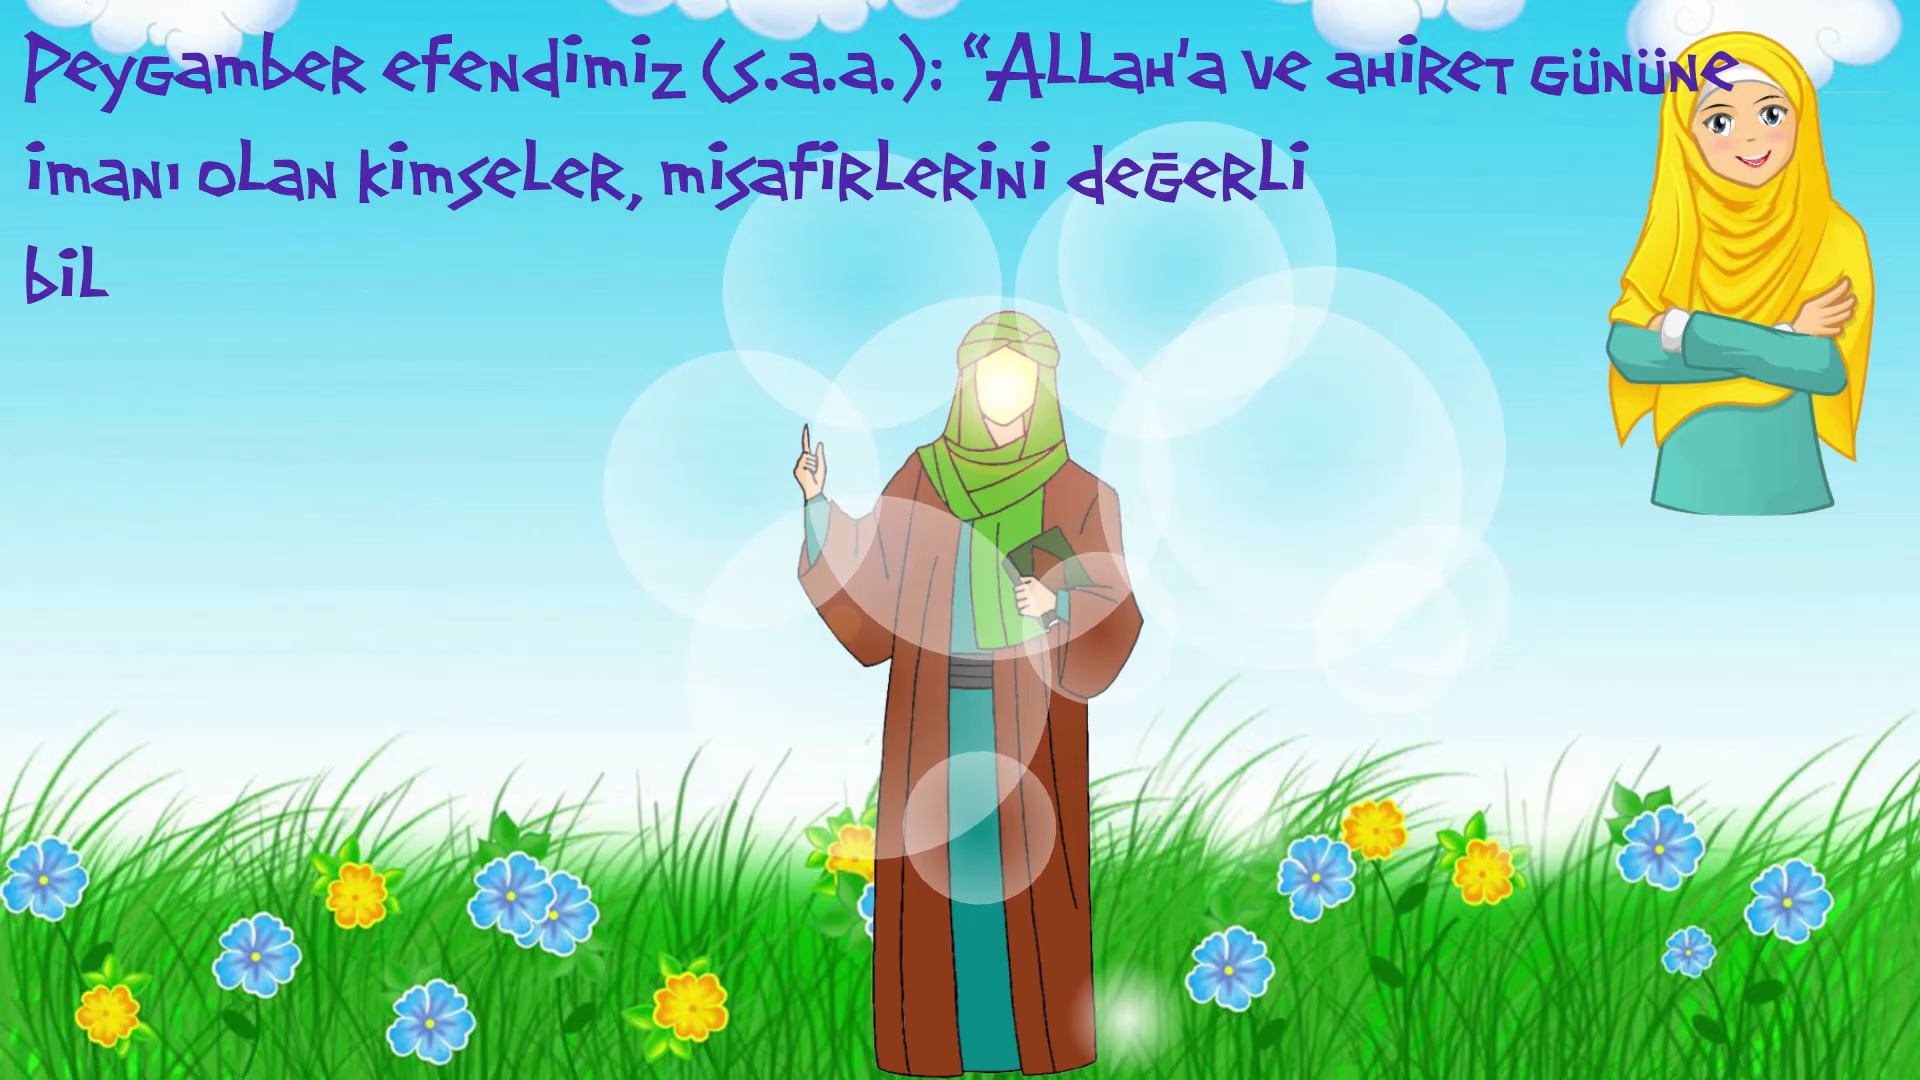 Peygamber efendimiz (s.a.a.): “Allah'a ve ahiret gününe
imanı olan kimseler, misafirlerini değerli
bil